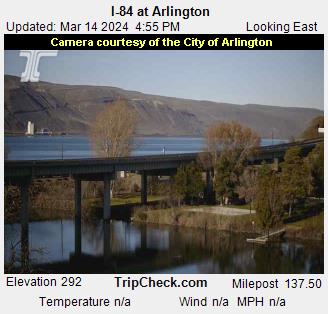 I-84 at Arlington
Updated: Mar 14 2024 4:55 PM Looking East
Camera courtesy of the City of Arlington
Elevation 292 TripCheck.com Milepost 137.50
Temperature n/a Wind n/a MPH n/a